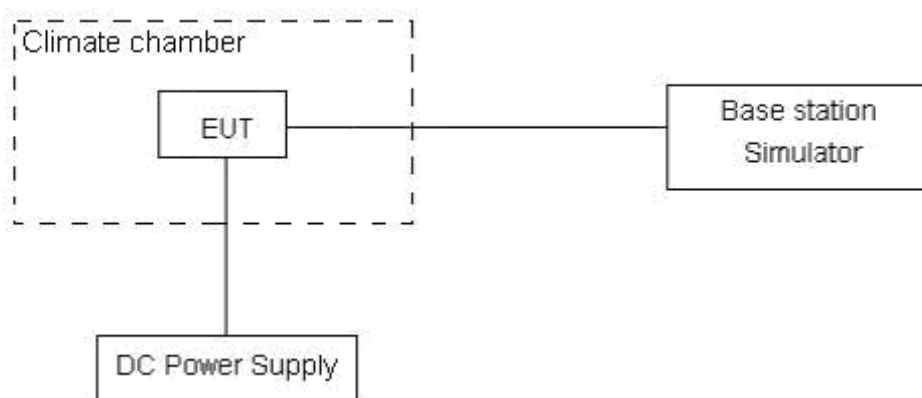 Climate chamber
EUT
Base station
Simulator
DC Power Supply